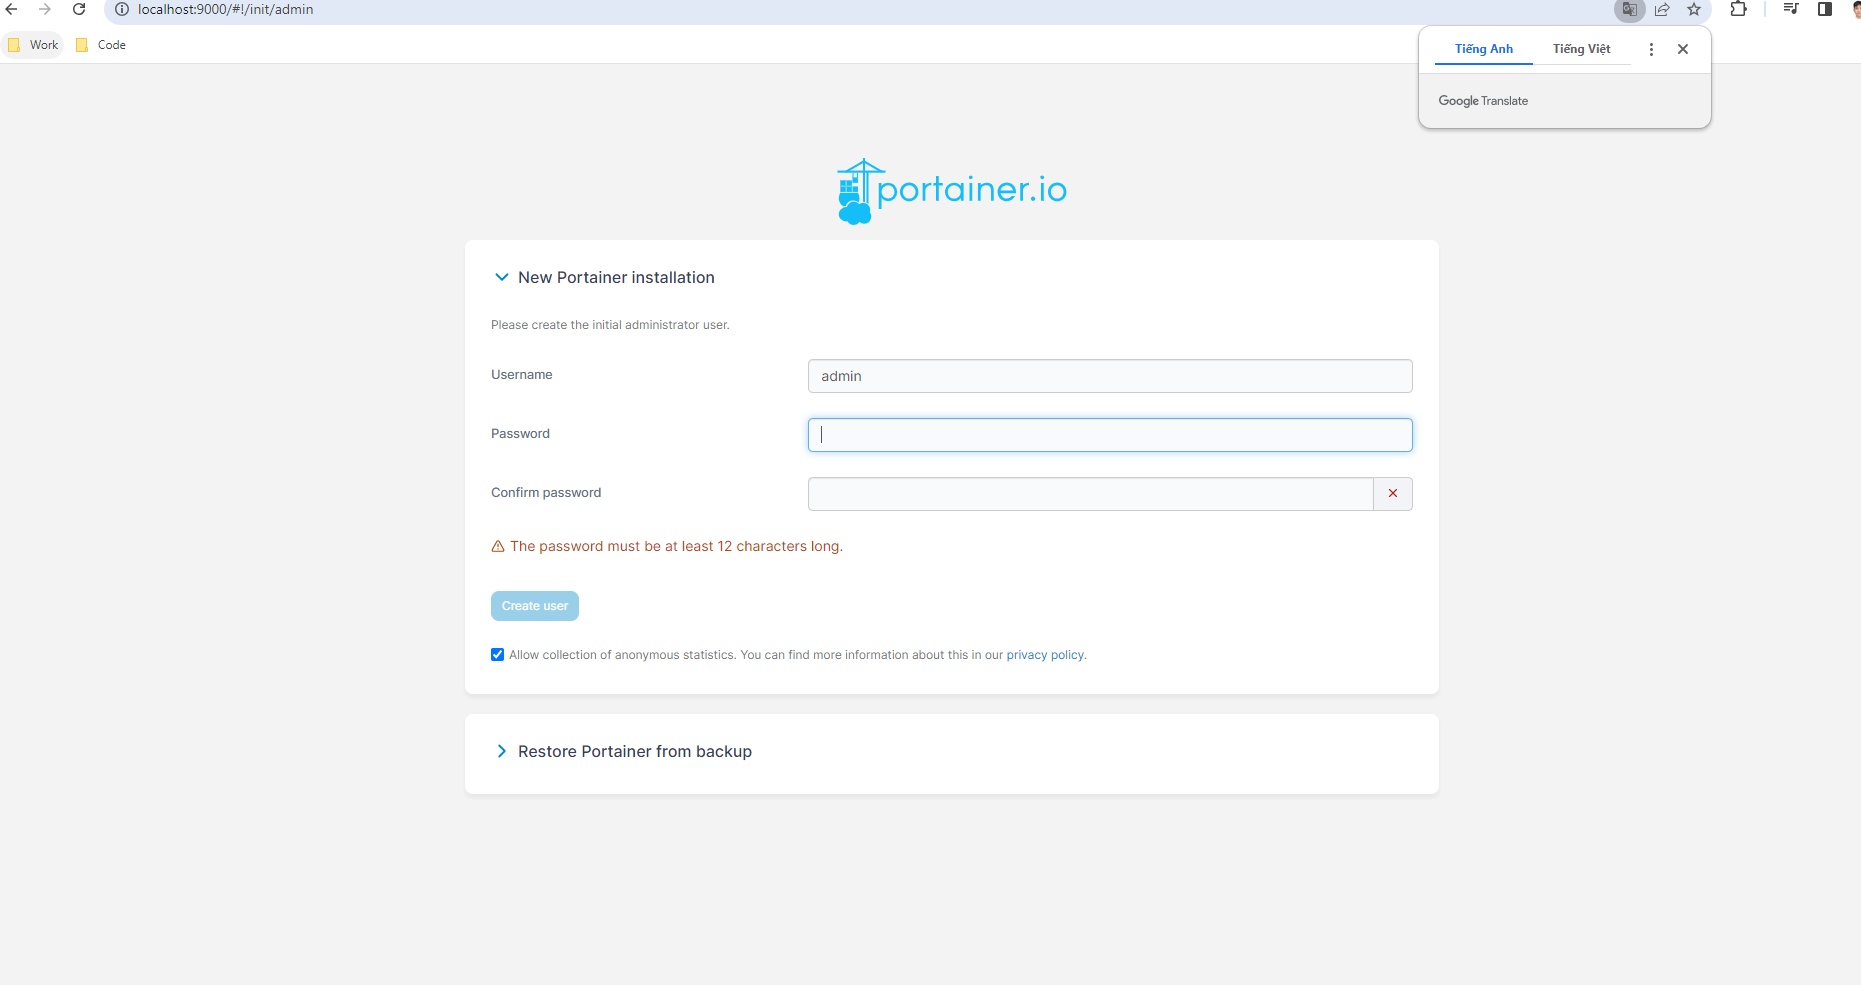 localhost:9000/#!/init/admin
Work Code
Tiếng Anh Tiếng Việt
Google Translate
portainer.io
New Portainer installation
Please create the initial administrator user.
Username admin
Password
Confirm password
The password must be at least 12 characters long.
Create user
Allow collection of anonymous statistics. You can find more information about this in our privacy policy.
Restore Portainer from backup